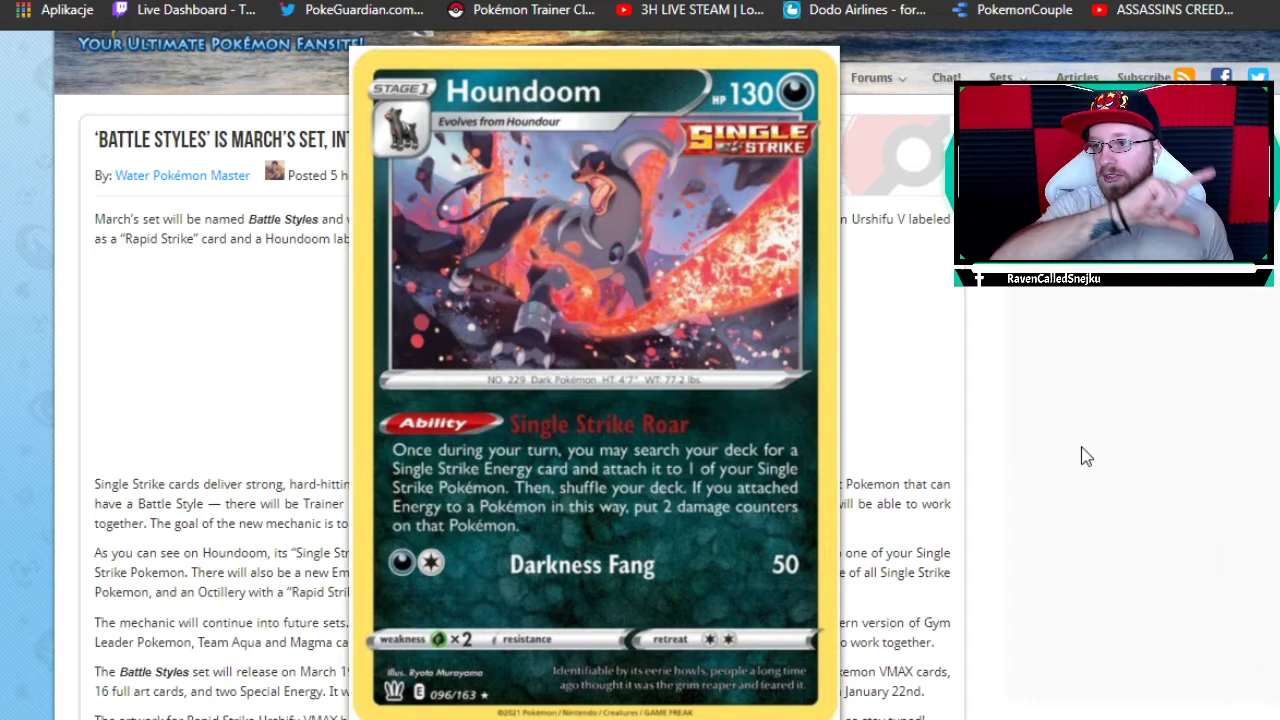 Aplikacje Live Dashboard - T... PokeGuardian.com... Pokémon Trainer Cl... 3H LIVE STEAM | Lo... Dodo Airlines - for... PokemonCouple ASSASSINS CREED...
YOUR ULTIMATE POKÉMON FANSITE!
Forums Chat! Sets Articles Subscribe
'BATTLE STYLES' IS MARCH'S SET, IN
By: Water Pokémon Master Posted 5 h
March's set will be named Battle Styles and
n Urshifu V labeled
as a "Rapid Strike" card and a Houndoom lab
STAGE 1 Houndoom HP 130
Evolves from Houndour
SINGLE
STRIKE
RavenCalledSnejku
NO. 229 Dark Pokémon HT: 4'7" WT: 77.2 lbs.
Ability Single Strike Roar
Once during your turn, you may search your deck for a
Single Strike Energy card and attach it to 1 of your Single
Strike Pokémon. Then, shuffle your deck. If you attached
Energy to a Pokémon in this way, put 2 damage counters
on that Pokémon.
Darkness Fang 50
weakness ×2 resistance retreat
Illus. Ryota Murayama
Identifiable by its eerie howls, people a long time
ago thought it was the grim reaper and feared it.
E 096/163 ★
©2021 Pokémon / Nintendo / Creatures / GAME FREAK
Single Strike cards deliver strong, hard-hittin
t Pokemon that can
have a Battle Style — there will be Trainer
will be able to work
together. The goal of the new mechanic is to
As you can see on Houndoom, its "Single Str
o one of your Single
Strike Pokemon. There will also be a new Em
e of all Single Strike
Pokemon, and an Octillery with a "Rapid Stri
The mechanic will continue into future sets.
ern version of Gym
Leader Pokemon, Team Aqua and Magma ca
o work together.
The Battle Styles set will release on March 1
kemon VMAX cards,
16 full art cards, and two Special Energy. It w
January 22nd.